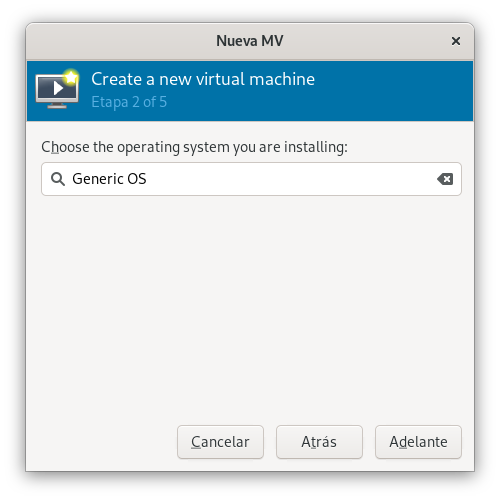 Nueva MV
Create a new virtual machine
Etapa 2 of 5
Choose the operating system you are installing:
Generic OS
Cancelar
Atrás
Adelante